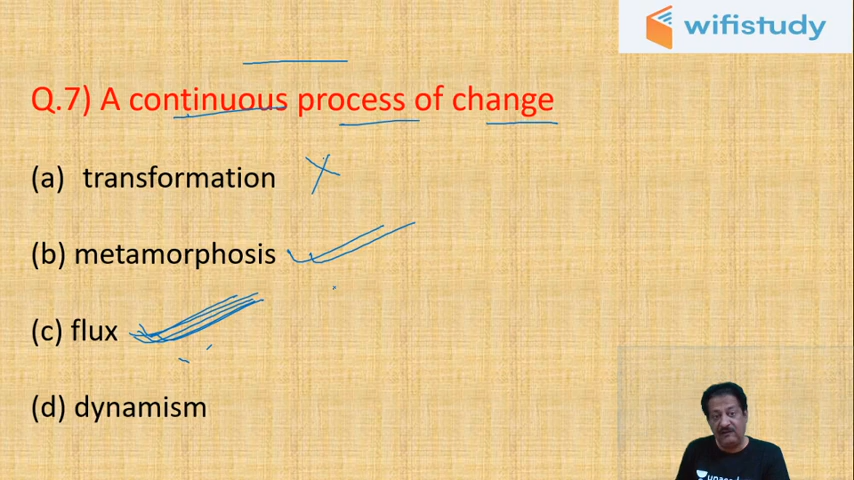 wifistudy
Q.7) A continuous process of change
(a) transformation
(b) metamorphosis
(c) flux
(d) dynamism